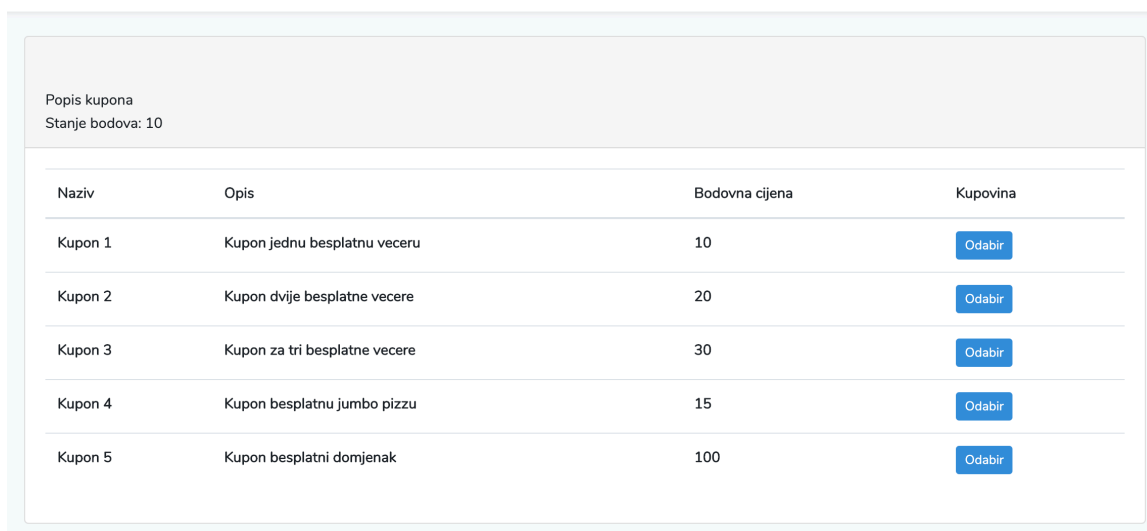 Popis kupona
Stanje bodova: 10
Naziv Opis Bodovna cijena Kupovina
Kupon 1 Kupon jednu besplatnu veceru 10 Odabir
Kupon 2 Kupon dvije besplatne vecere 20 Odabir
Kupon 3 Kupon za tri besplatne vecere 30 Odabir
Kupon 4 Kupon besplatnu jumbo pizzu 15 Odabir
Kupon 5 Kupon besplatni domjenak 100 Odabir